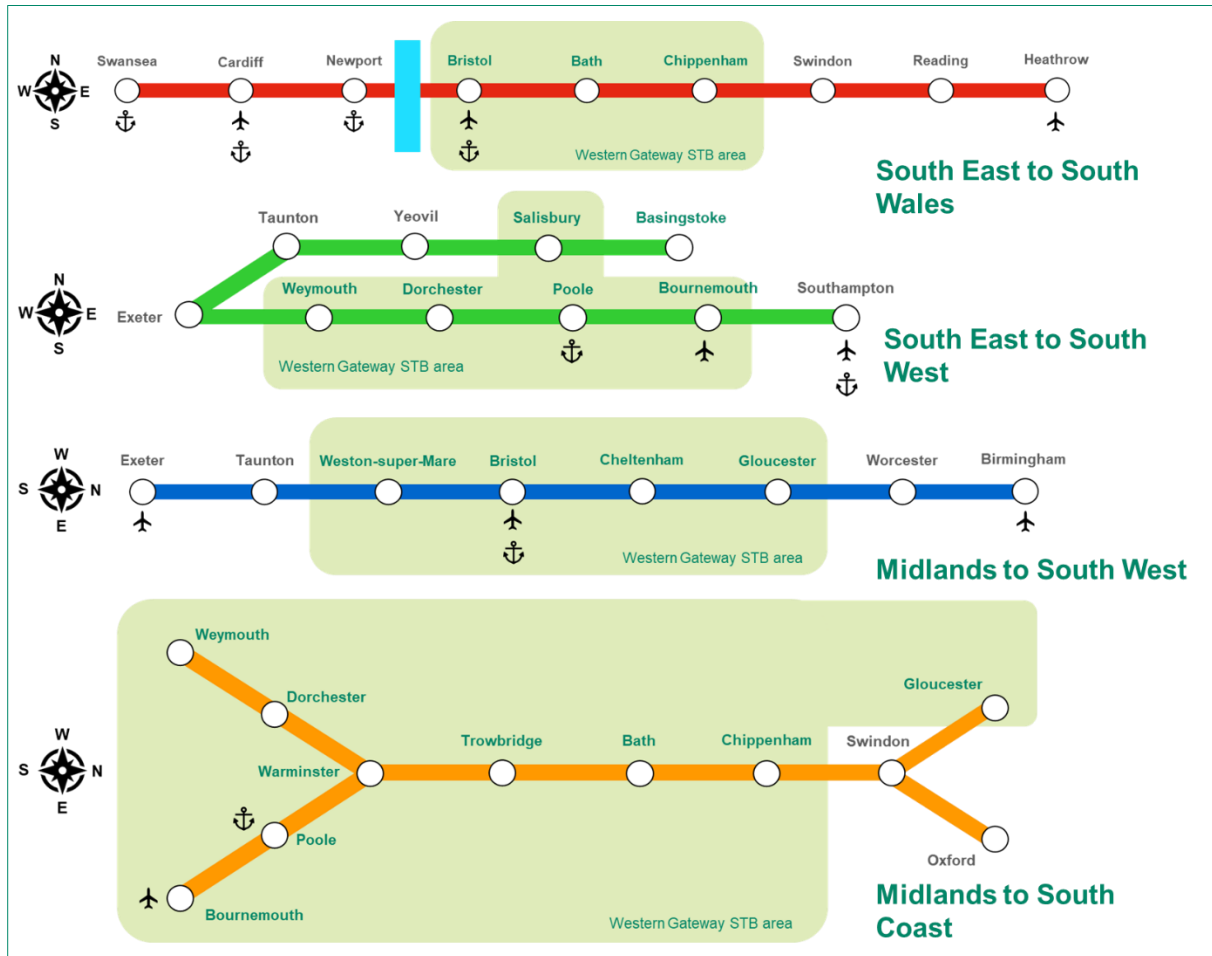 N
W
E
S
Swansea
Cardiff
Newport
Bristol
Bath
Chippenham
Swindon
Reading
Heathrow
Western Gateway STB area
South East to South
Wales
N
W
E
S
Taunton
Yeovil
Salisbury
Basingstoke
Exeter
Weymouth
Dorchester
Poole
Bournemouth
Southampton
Western Gateway STB area
South East to South
West
W
S
N
E
Exeter
Taunton
Weston-super-Mare
Bristol
Cheltenham
Gloucester
Worcester
Birmingham
Western Gateway STB area
Midlands to South West
W
S
N
E
Weymouth
Dorchester
Warminster
Poole
Bournemouth
Trowbridge
Bath
Chippenham
Swindon
Gloucester
Oxford
Western Gateway STB area
Midlands to South
Coast